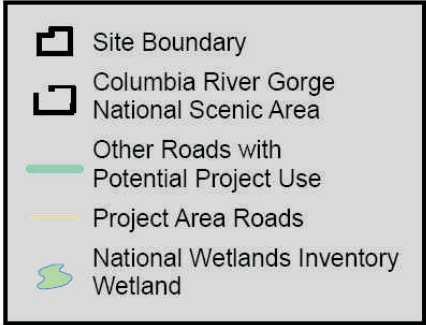 Site Boundary
Columbia River Gorge
National Scenic Area
Other Roads with
Potential Project Use
Project Area Roads
National Wetlands Inventory
Wetland